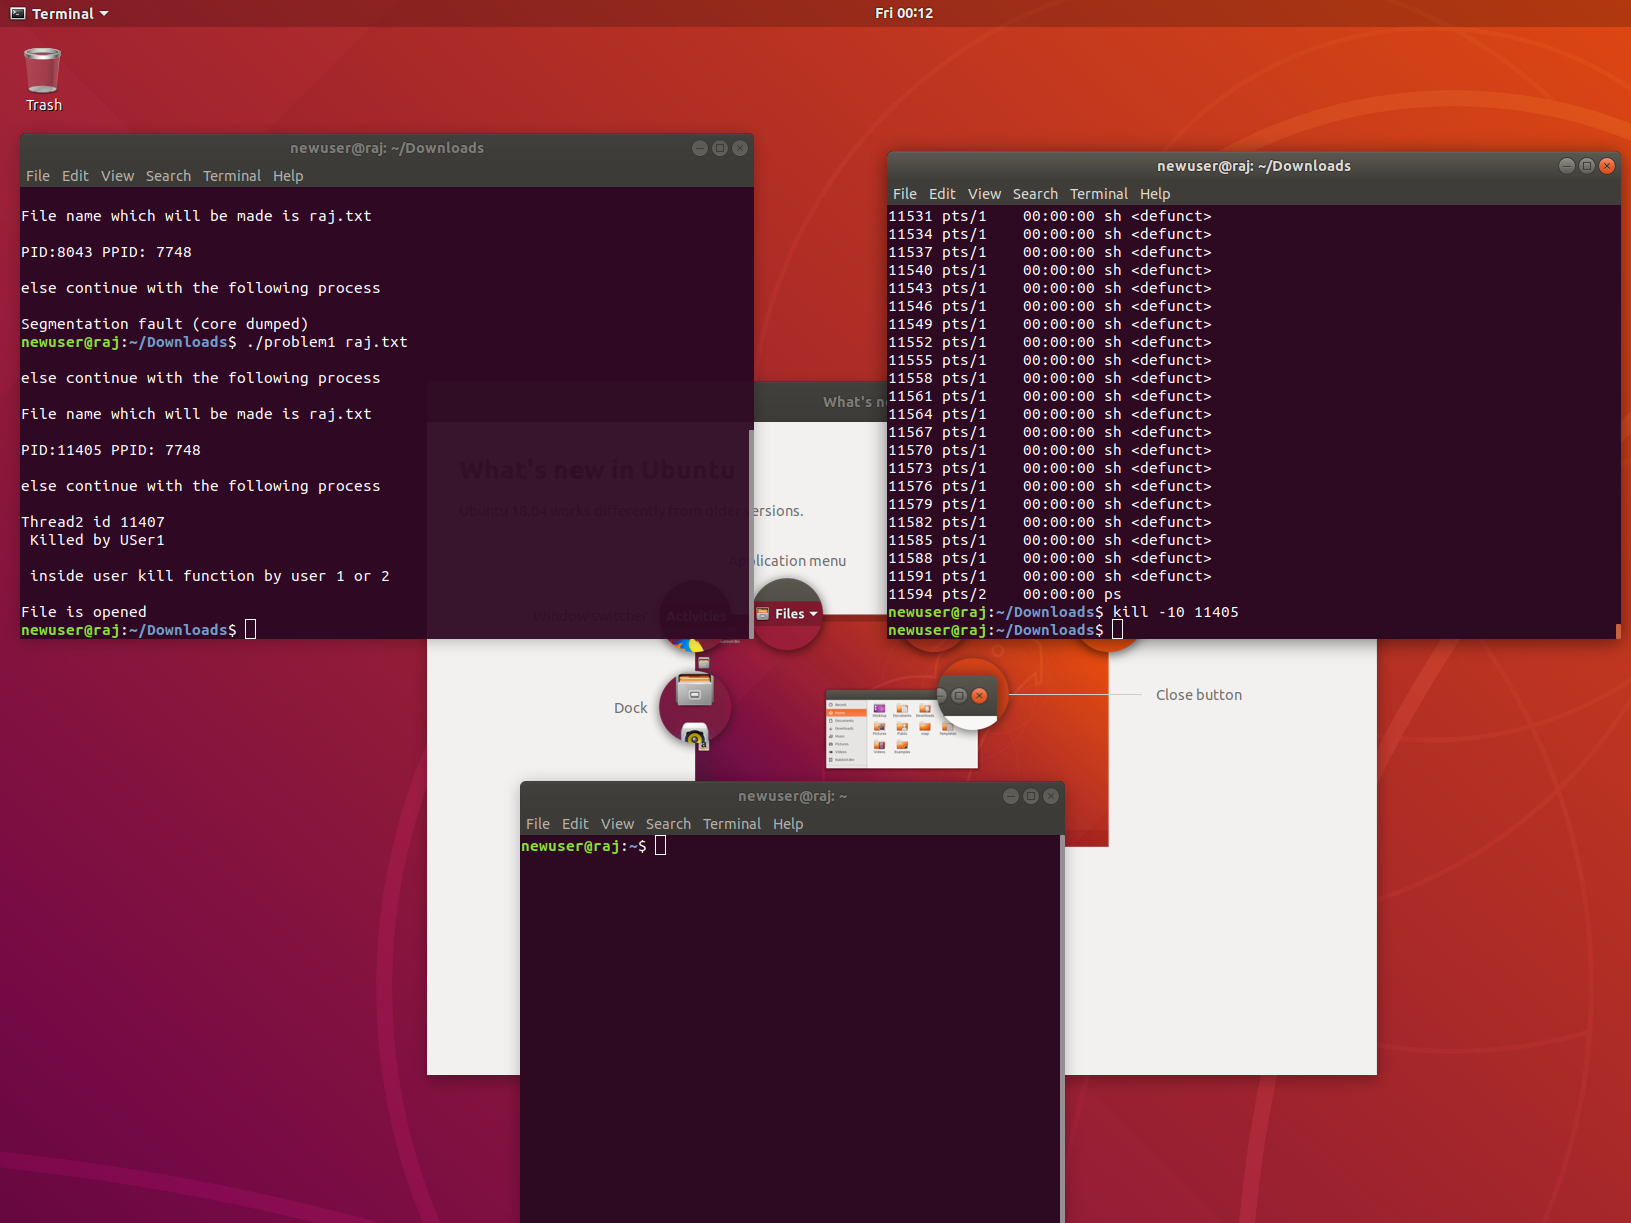 Terminal
Fri 00:12
Trash
newuser@raj: ~/Downloads
File Edit View Search Terminal Help
File name which will be made is raj.txt
PID:8043 PPID: 7748
else continue with the following process
Segmentation fault (core dumped)
newuser@raj:~/Downloads$ ./problem1 raj.txt
else continue with the following process
File name which will be made is raj.txt
PID:11405 PPID: 7748
else continue with the following process
Thread2 id 11407
 Killed by USer1
 inside user kill function by user 1 or 2
File is opened
newuser@raj:~/Downloads$
newuser@raj: ~/Downloads
File Edit View Search Terminal Help
11531 pts/1    00:00:00 sh <defunct>
11534 pts/1    00:00:00 sh <defunct>
11537 pts/1    00:00:00 sh <defunct>
11540 pts/1    00:00:00 sh <defunct>
11543 pts/1    00:00:00 sh <defunct>
11546 pts/1    00:00:00 sh <defunct>
11549 pts/1    00:00:00 sh <defunct>
11552 pts/1    00:00:00 sh <defunct>
11555 pts/1    00:00:00 sh <defunct>
11558 pts/1    00:00:00 sh <defunct>
11561 pts/1    00:00:00 sh <defunct>
11564 pts/1    00:00:00 sh <defunct>
11567 pts/1    00:00:00 sh <defunct>
11570 pts/1    00:00:00 sh <defunct>
11573 pts/1    00:00:00 sh <defunct>
11576 pts/1    00:00:00 sh <defunct>
11579 pts/1    00:00:00 sh <defunct>
11582 pts/1    00:00:00 sh <defunct>
11585 pts/1    00:00:00 sh <defunct>
11588 pts/1    00:00:00 sh <defunct>
11591 pts/1    00:00:00 sh <defunct>
11594 pts/2    00:00:00 ps
newuser@raj:~/Downloads$ kill -10 11405
newuser@raj:~/Downloads$
What's n
What's new in Ubuntu
Ubuntu 18.04 works differently from older versions.
Application menu
Window switcher
Activities
Files
Dock
Close button
newuser@raj: ~
File Edit View Search Terminal Help
newuser@raj:~$